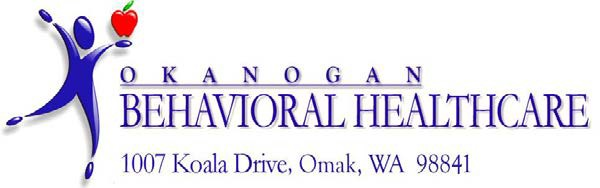 OKANOGAN
BEHAVIORAL HEALTHCARE
1007 Koala Drive, Omak, WA 98841